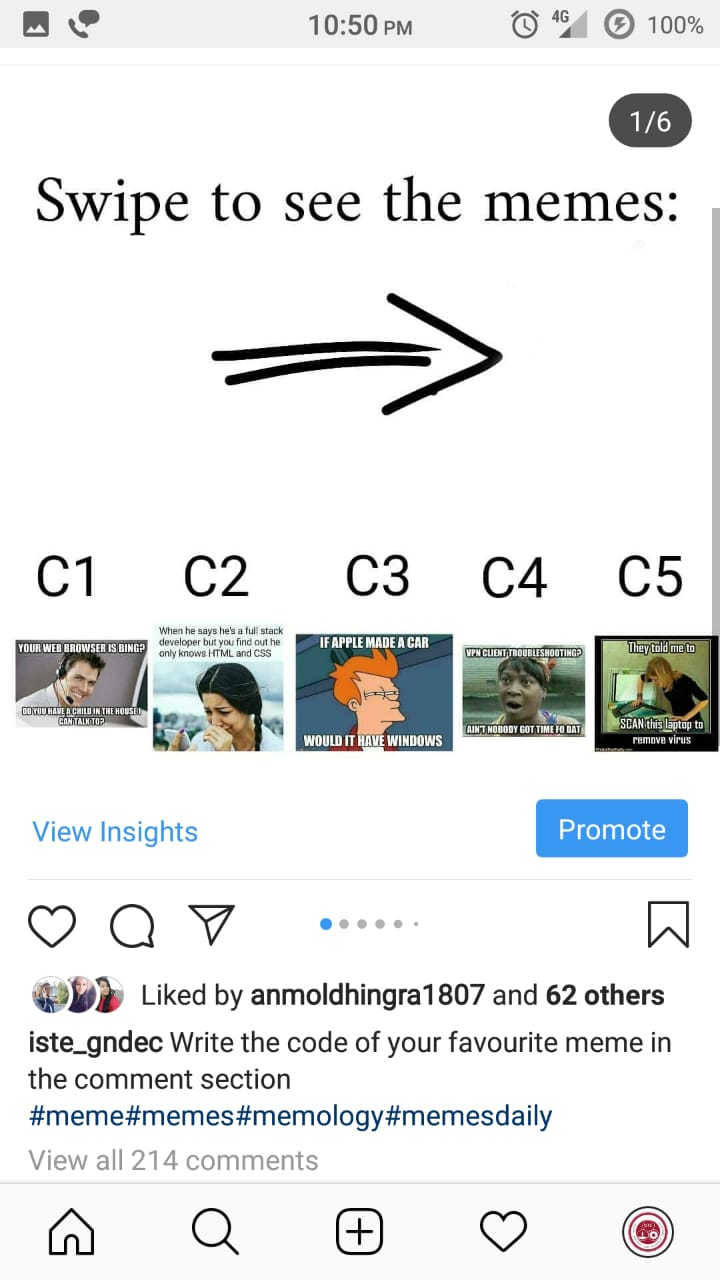 10:50 PM
4G
100%
1/6
Swipe to see the memes:
C1 C2 C3 C4 C5
YOUR WEB BROWSER IS BING?
DO YOU HAVE A CHILD IN THE HOUSE I
CAN TALK TO?
When he says he's a full stack
developer but you find out he
only knows HTML and CSS
IF APPLE MADE A CAR
WOULD IT HAVE WINDOWS
VPN CLIENT TROUBLESHOOTING?
AIN'T NOBODY GOT TIME FO DAT
They told me to
SCAN this laptop to
remove virus
View Insights
Promote
Liked by anmoldhingra1807 and 62 others
iste_gndec Write the code of your favourite meme in
the comment section
#meme#memes#memology#memesdaily
View all 214 comments